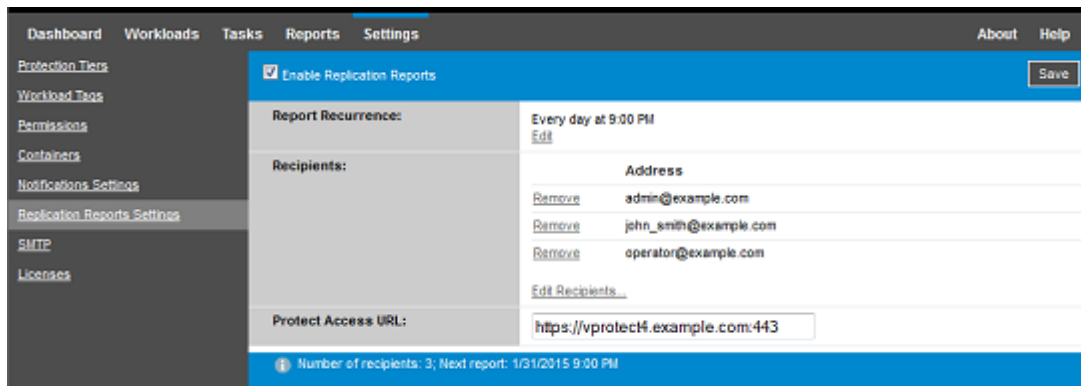 Dashboard Workloads Tasks Reports Settings About Help
Protection Tiers
Workload Tags
Permissions
Containers
Notifications Settings
Replication Reports Settings
SMTP
Licenses
Enable Replication Reports
Save
Report Recurrence:
Every day at 9:00 PM
Edit
Recipients:
Address
Remove admin@example.com
Remove john_smith@example.com
Remove operator@example.com
Edit Recipients...
Protect Access URL:
https://vprotect4.example.com:443
Number of recipients: 3; Next report: 1/31/2015 9:00 PM